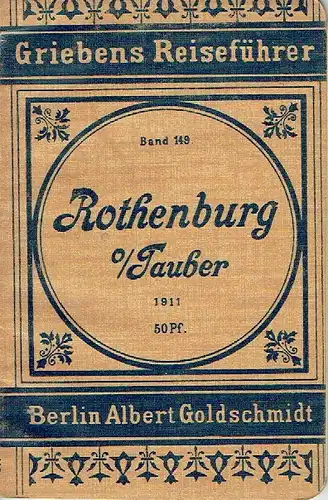 Griebens Reiseführer
Band 149
Rothenburg
o/Tauber
1911
50 Pf.
Berlin Albert Goldschmidt